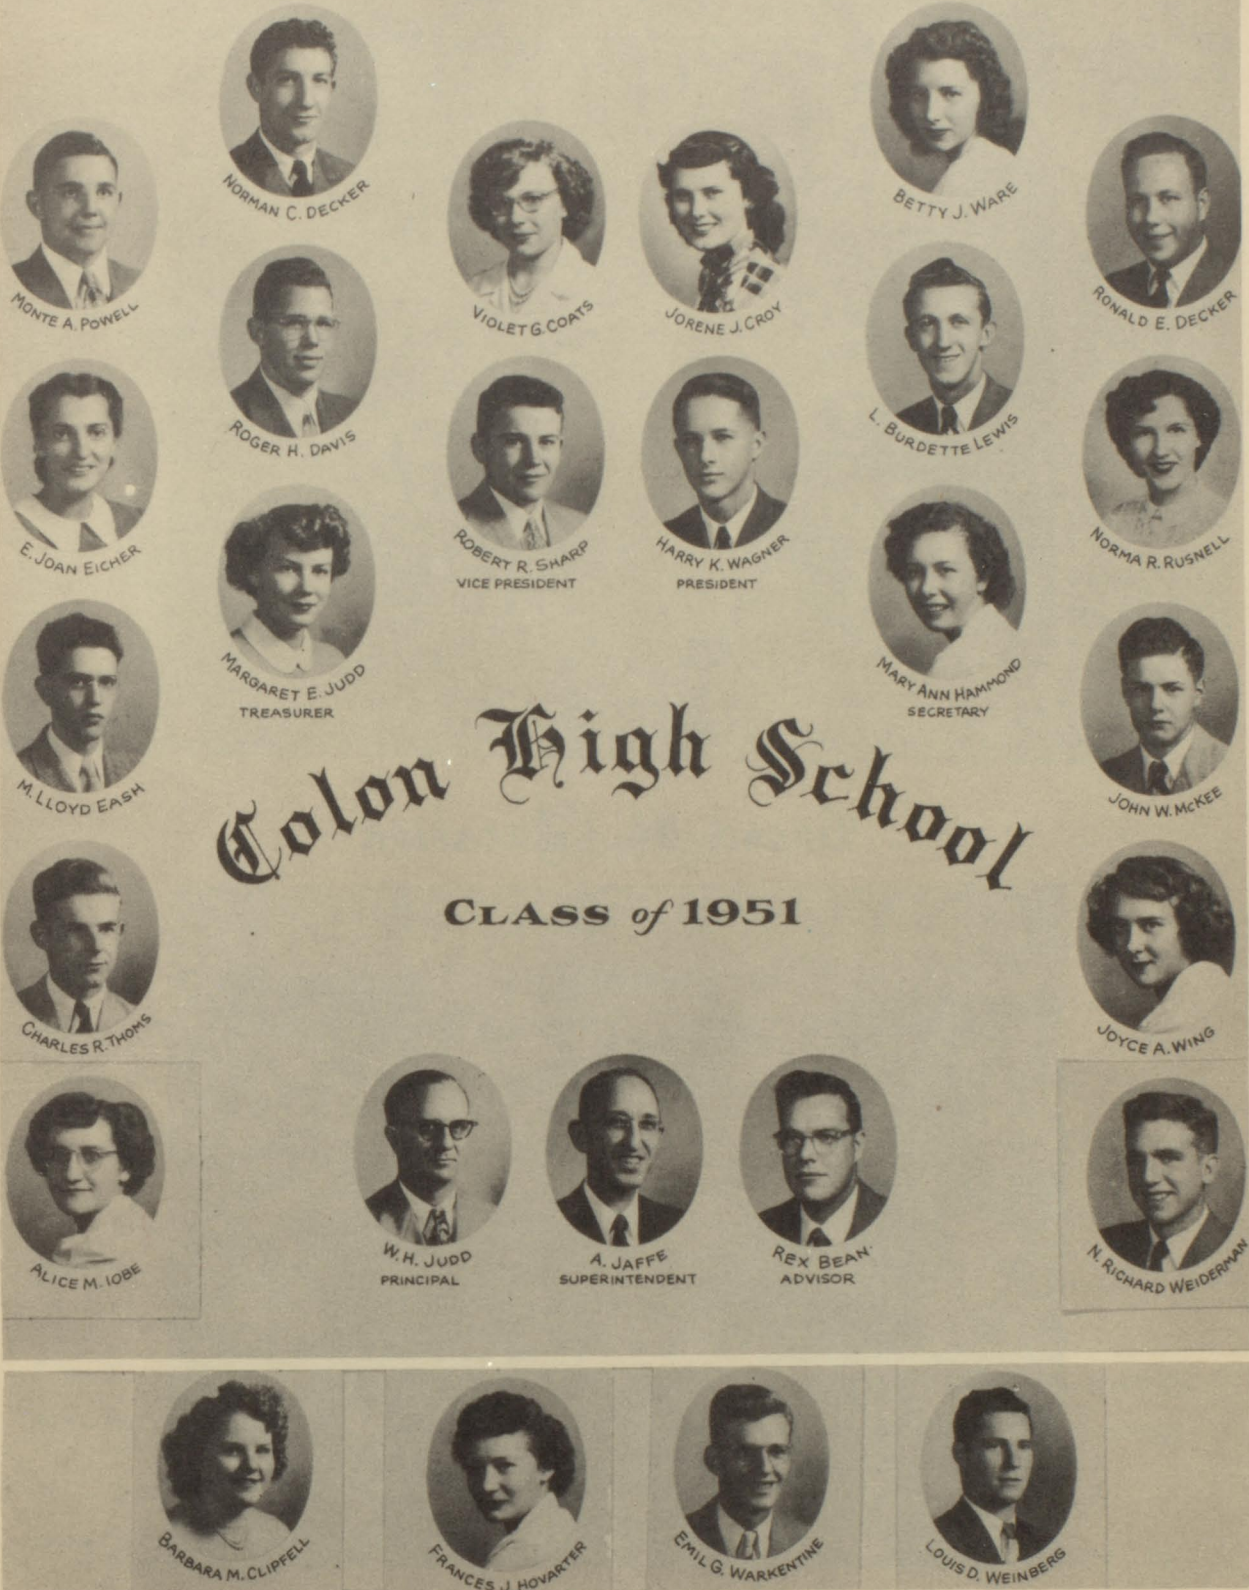 NORMAN C. DECKER
BETTY J. WARE
MONTE A. POWELL
VIOLET G. COATS
JORENE J. CROY
RONALD E. DECKER
ROGER H. DAVIS
L. BURDETTE LEWIS
E. JOAN EICHER
ROBERT R. SHARP
VICE PRESIDENT
HARRY K. WAGNER
PRESIDENT
NORMA R. RUSNELL
MARGARET E. JUDD
TREASURER
MARY ANN HAMMOND
SECRETARY
M. LLOYD EASH
JOHN W. McKEE
Colon High School
CLASS of 1951
CHARLES R. THOMS
JOYCE A. WING
ALICE M. IOBE
W. H. JUDD
PRINCIPAL
A. JAFFE
SUPERINTENDENT
REX BEAN
ADVISOR
N. RICHARD WEIDERMAN
BARBARA M. CLIPFELL
FRANCES J. HOVARTER
EMIL G. WARKENTINE
LOUIS D. WEINBERG